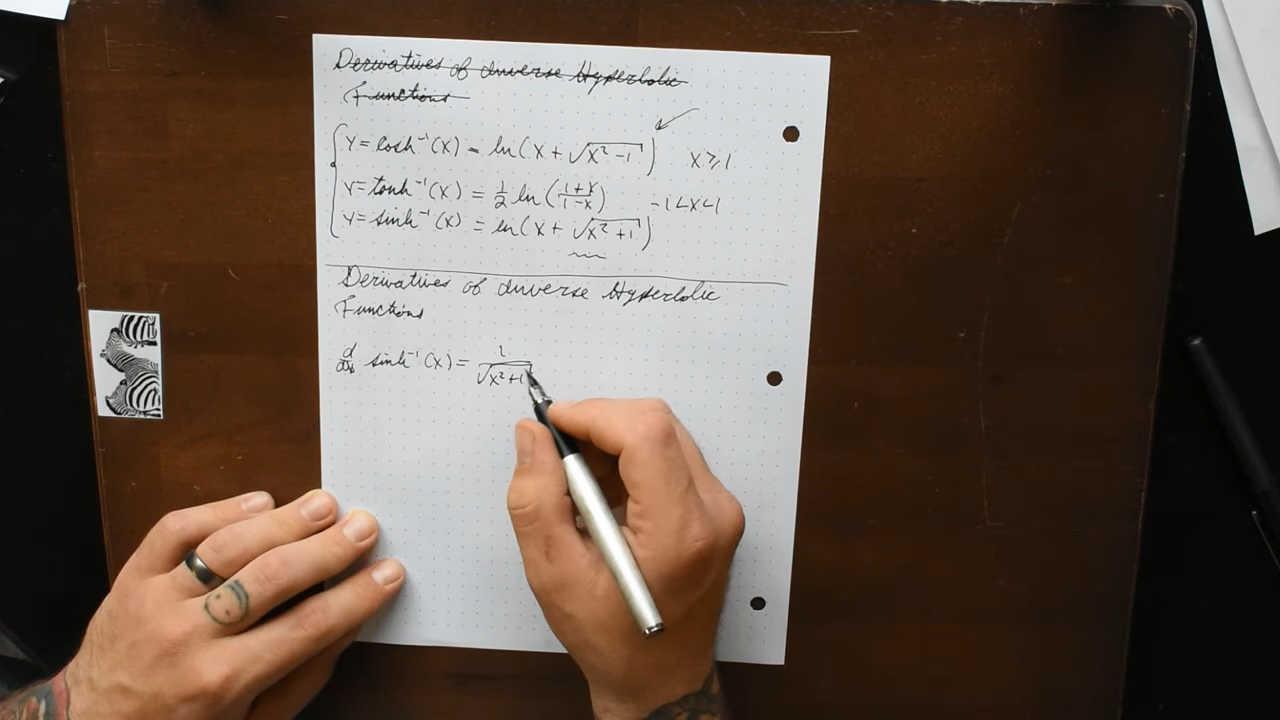 Derivatives of Inverse Hyperbolic
Functions
y = cosh⁻¹(x) = ln(x + √(x² - 1)) x ≥ 1
y = tanh⁻¹(x) = 1/2 ln((1+x)/(1-x)) -1 < x < 1
y = sinh⁻¹(x) = ln(x + √(x² + 1))
Derivatives of Inverse Hyperbolic
Functions
d/dx sinh⁻¹(x) = 1/√(x² + 1)